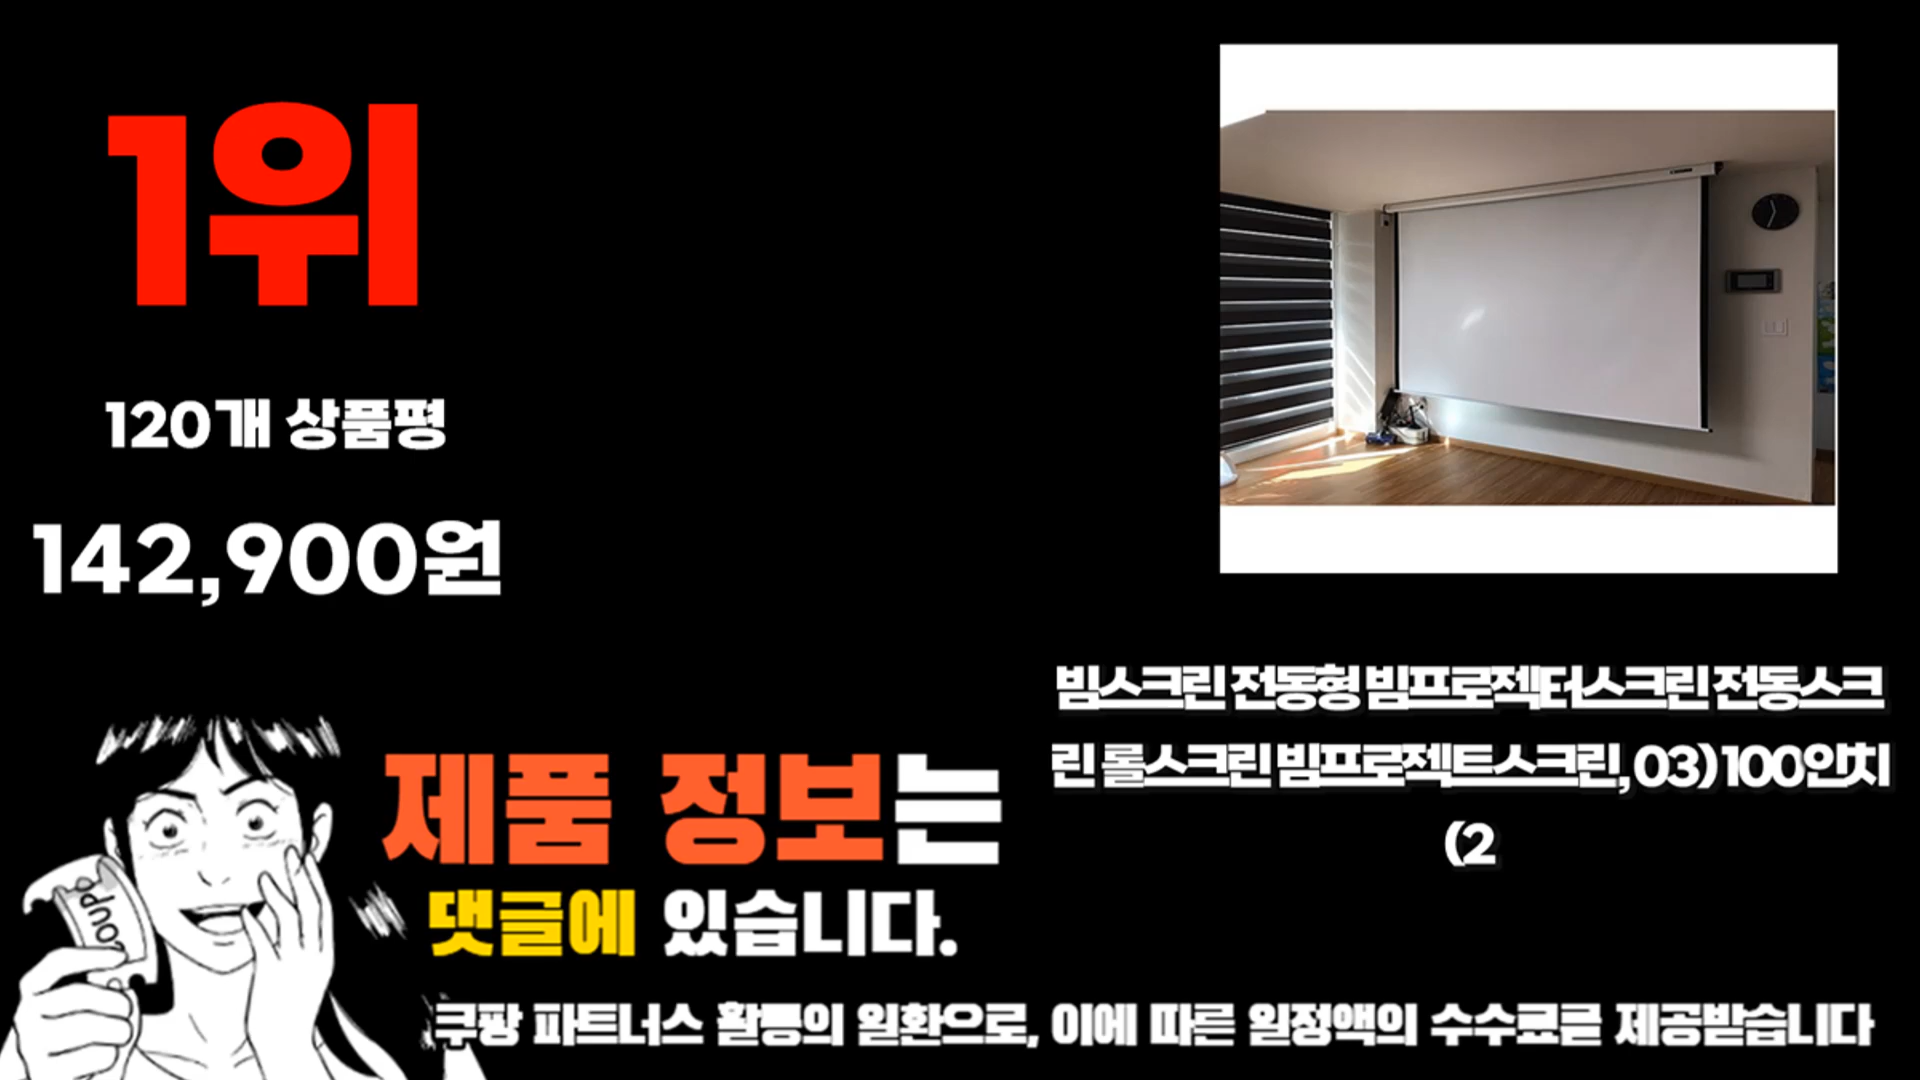 1위
120개 상품평
142,900원
빔스크린 전동형 빔프로젝터스크린 전동스크
린 롤스크린 빔프로젝트스크린, 03) 100인치
(2
제품 정보는
댓글에 있습니다.
쿠팡 파트너스 활동의 일환으로, 이에 따른 일정액의 수수료를 제공받습니다